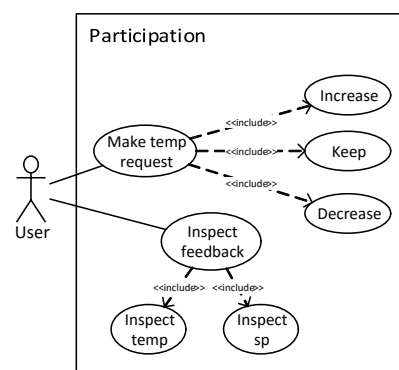 Participation
Increase
<<include>>
Make temp
request
<<include>>
Keep
<<include>>
Decrease
User
Inspect
feedback
<<include>> <<include>>
Inspect
temp
Inspect
sp